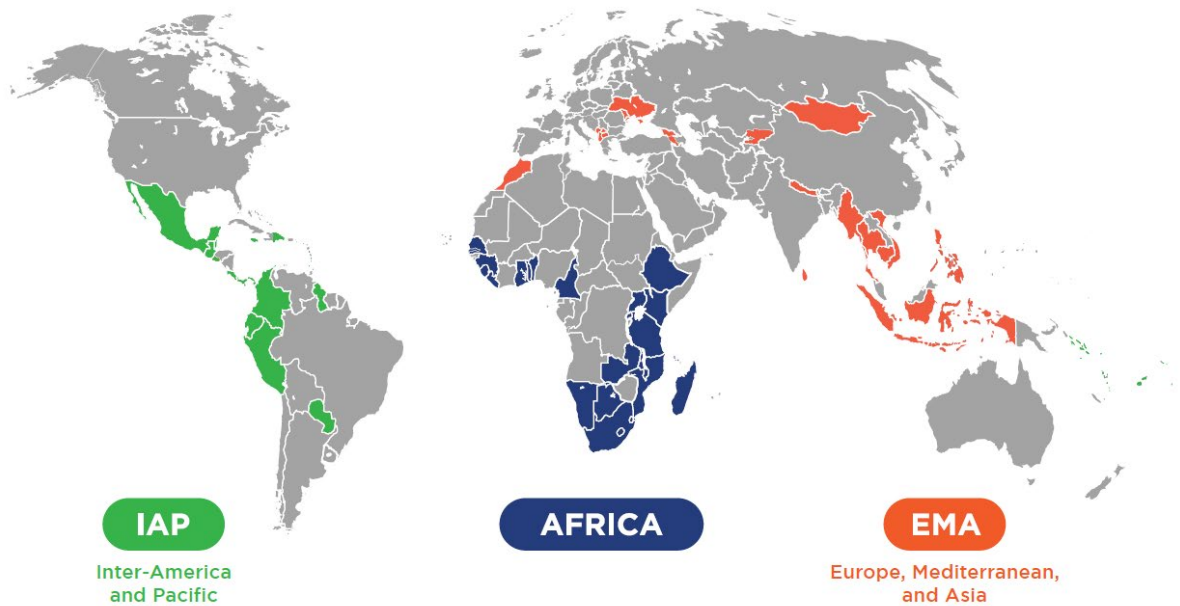 IAP
Inter-America
and Pacific
AFRICA
EMA
Europe, Mediterranean,
and Asia